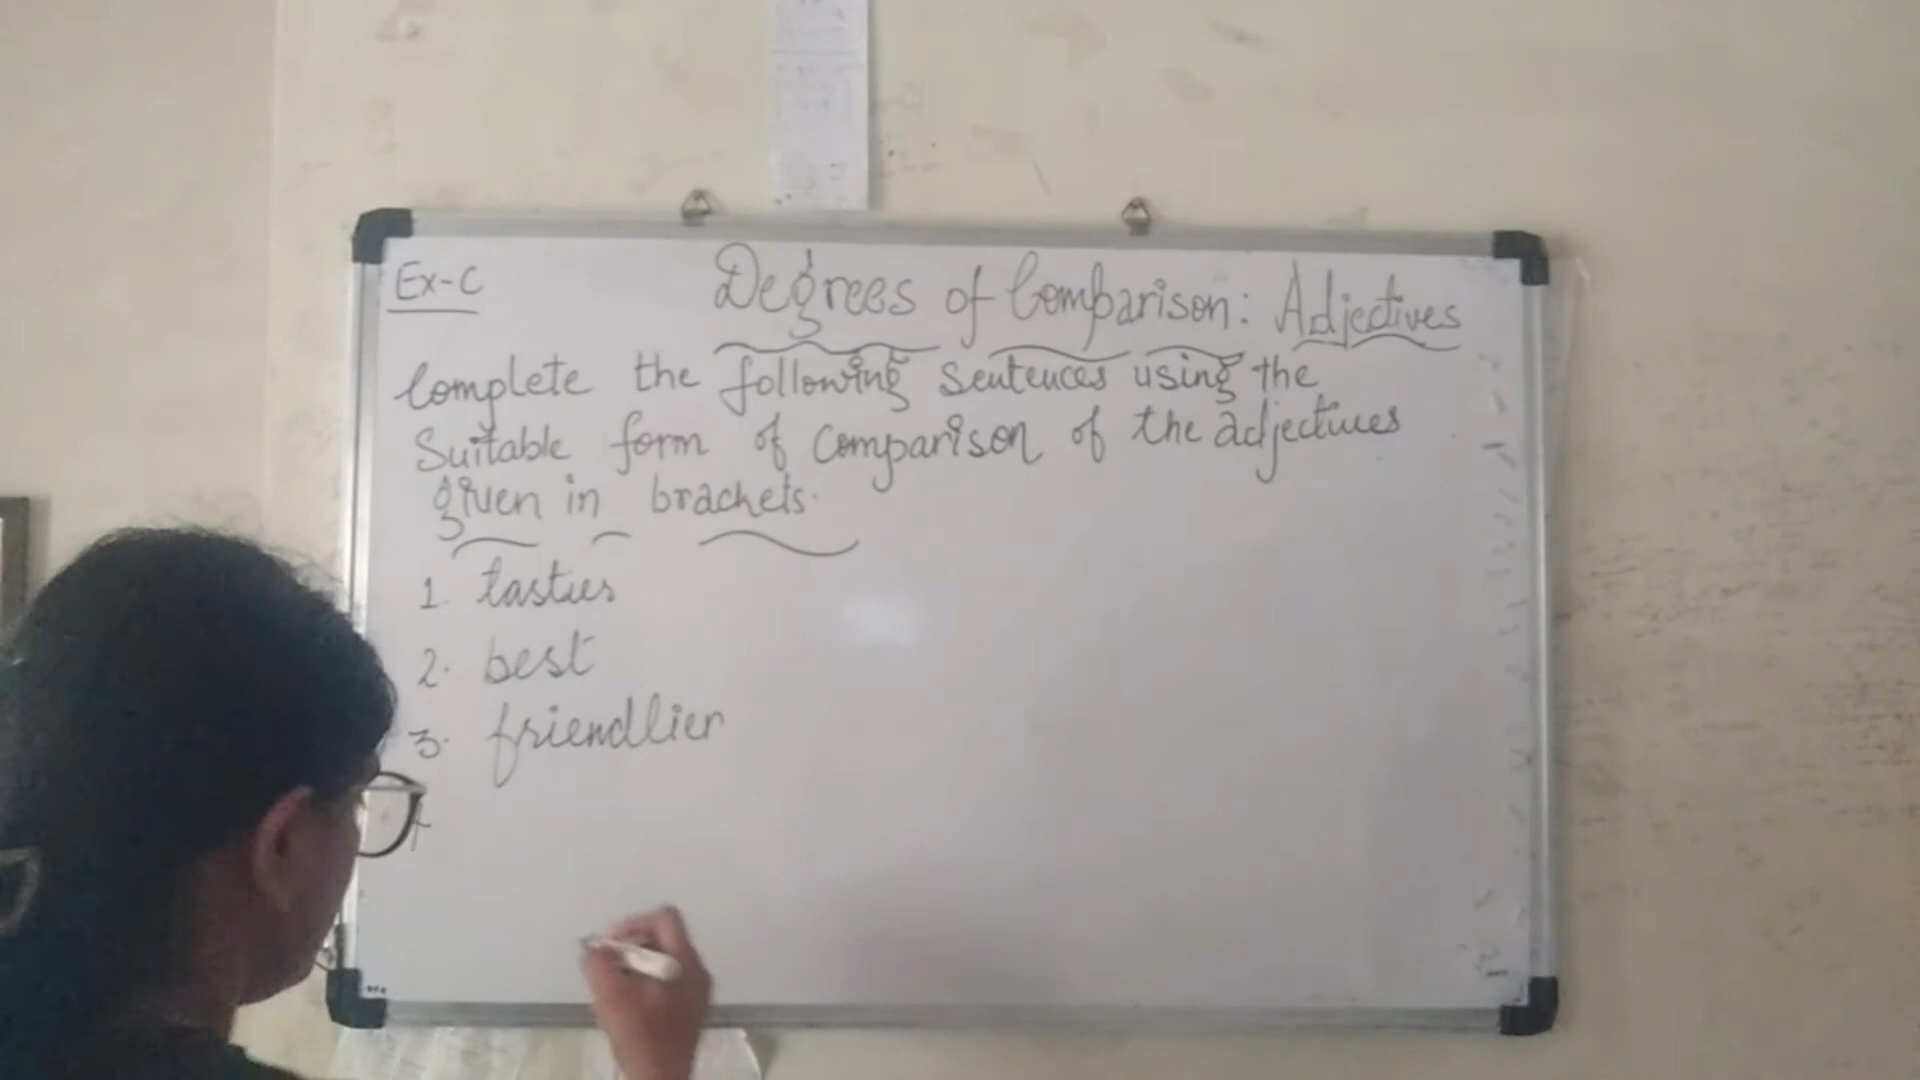 Ex-C
Degrees of Comparison: Adjectives
Complete the following sentences using the
Suitable form of comparison of the adjectives
given in brackets.
1. tastier
2. best
3. friendlier